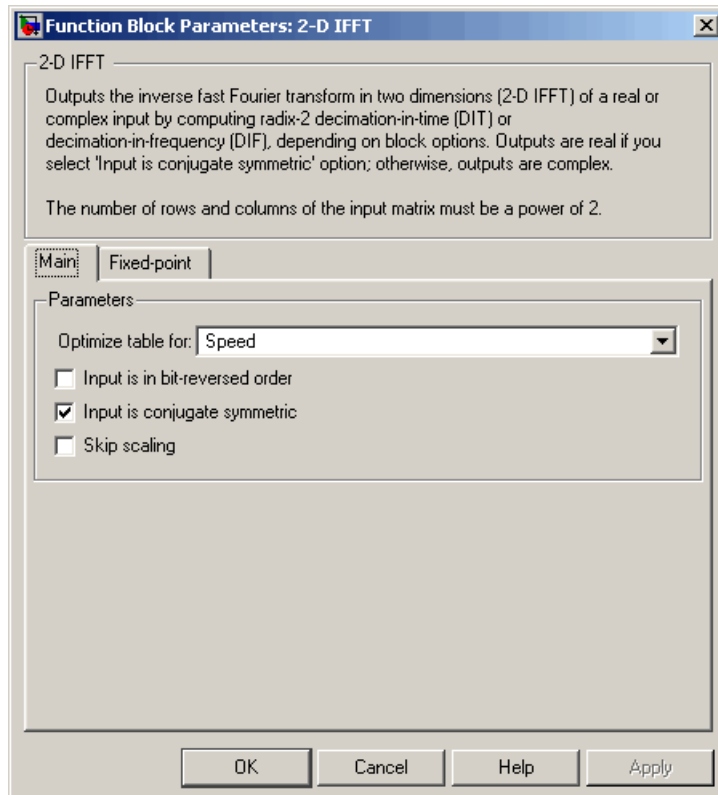 Function Block Parameters: 2-D IFFT
2-D IFFT
Outputs the inverse fast Fourier transform in two dimensions (2-D IFFT) of a real or
complex input by computing radix-2 decimation-in-time (DIT) or
decimation-in-frequency (DIF), depending on block options. Outputs are real if you
select 'Input is conjugate symmetric' option; otherwise, outputs are complex.
The number of rows and columns of the input matrix must be a power of 2.
Main Fixed-point
Parameters
Optimize table for: Speed
Input is in bit-reversed order
Input is conjugate symmetric
Skip scaling
OK Cancel Help Apply